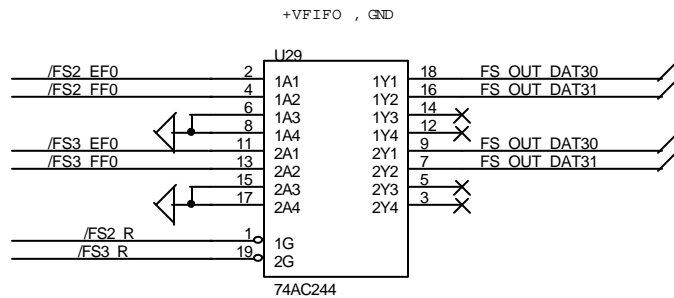 +VFIFO , GND
U29
/FS2_EF0 2 1A1 1Y1 18 FS_OUT_DAT30
/FS2_FF0 4 1A2 1Y2 16 FS_OUT_DAT31
6 1A3 1Y3 14
8 1A4 1Y4 12
/FS3_EF0 11 2A1 2Y1 9 FS_OUT_DAT30
/FS3_FF0 13 2A2 2Y2 7 FS_OUT_DAT31
15 2A3 2Y3 5
17 2A4 2Y4 3
/FS2_R 1 1G
/FS3_R 19 2G
74AC244